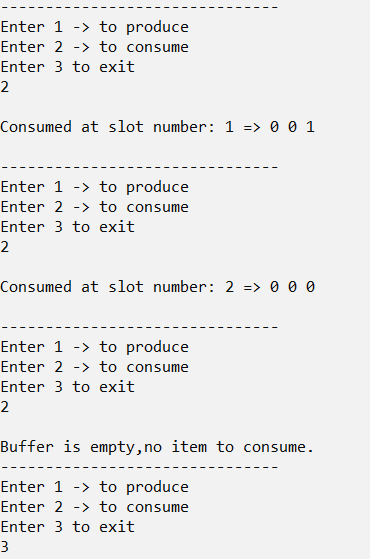 -------------------------------
Enter 1 -> to produce
Enter 2 -> to consume
Enter 3 to exit
2
Consumed at slot number: 1 => 0 0 1
-------------------------------
Enter 1 -> to produce
Enter 2 -> to consume
Enter 3 to exit
2
Consumed at slot number: 2 => 0 0 0
-------------------------------
Enter 1 -> to produce
Enter 2 -> to consume
Enter 3 to exit
2
Buffer is empty,no item to consume.
-------------------------------
Enter 1 -> to produce
Enter 2 -> to consume
Enter 3 to exit
3